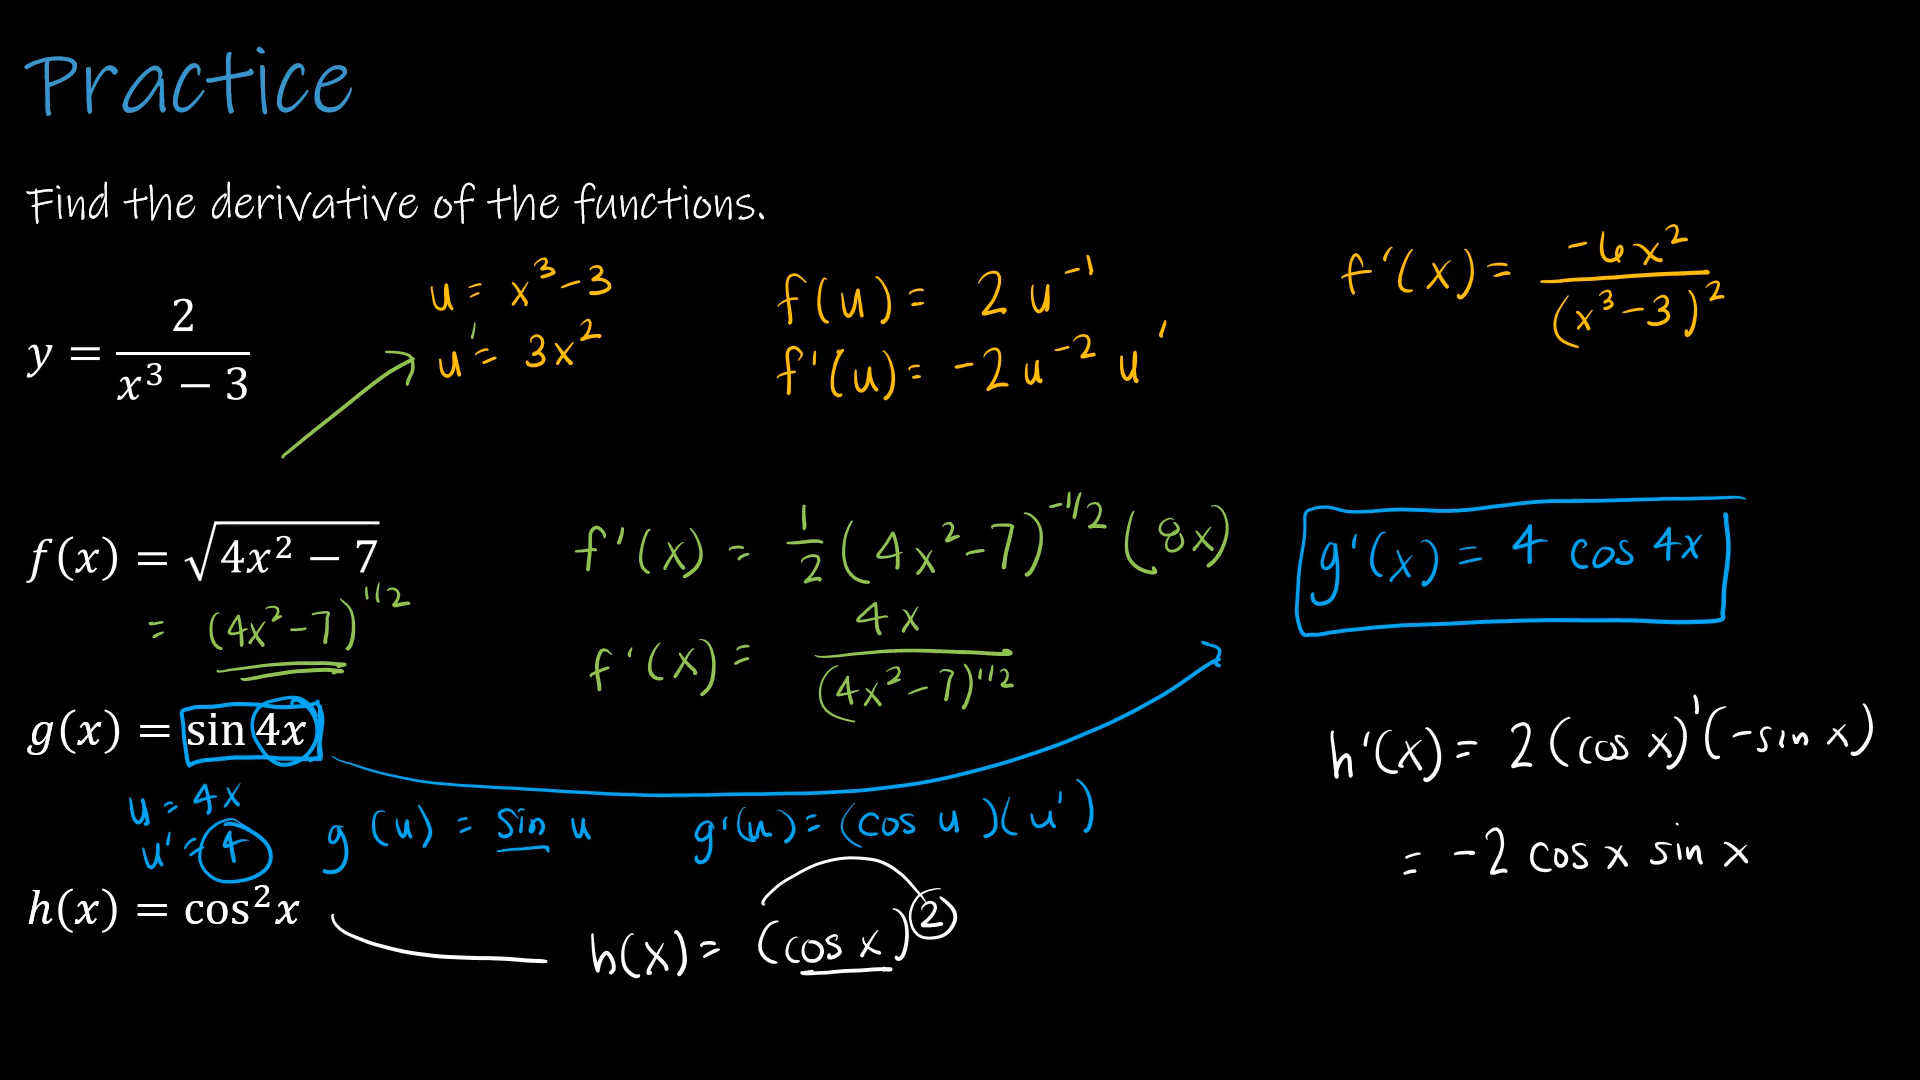 Practice
Find the derivative of the functions.
y = 2/(x³ − 3)
u = x³ − 3
u' = 3x²
f(u) = 2u⁻¹
f'(u) = −2u⁻² u'
f'(x) = −6x²/(x³−3)²
f(x) = √(4x² − 7)
= (4x²−7)^1/2
f'(x) = 1/2 (4x²−7)^−1/2 (8x)
f'(x) = 4x/(4x²−7)^1/2
g(x) = sin 4x
u = 4x
u' = 4
g(u) = sin u
g'(u) = (cos u)(u')
g'(x) = 4 cos 4x
h(x) = cos²x
h(x) = (cos x)²
h'(x) = 2(cos x)¹(−sin x)
= −2 cos x sin x